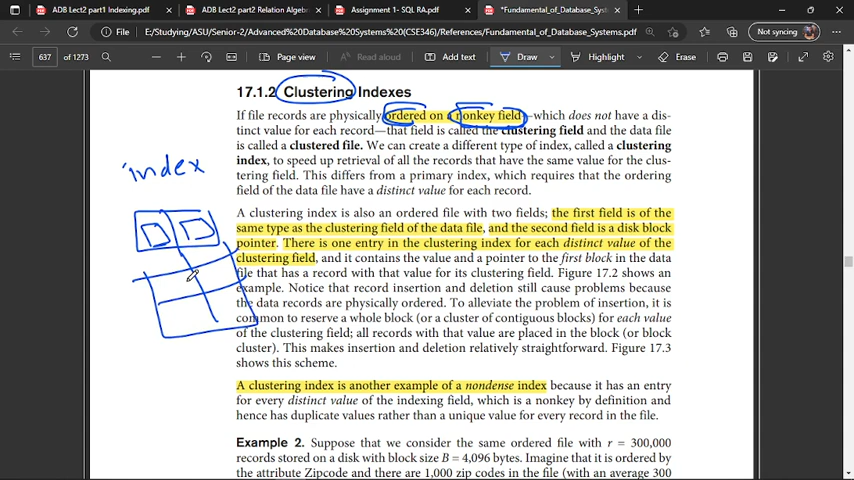 ADB Lect2 part1 Indexing.pdf
ADB Lect2 part2 Relation Algebra
Assignment 1- SQL RA.pdf
*Fundamental_of_Database_Syst
File
E:/Studying/ASU/Senior-2/Advanced%20Database%20Systems%20(CSE346)/References/Fundamental_of_Database_Systems.pdf
Not syncing
637 of 1273
Page view
Read aloud
Add text
Draw
Highlight
Erase
17.1.2 Clustering Indexes
If file records are physically ordered on a nonkey field—which does not have a dis-
tinct value for each record—that field is called the clustering field and the data file
is called a clustered file. We can create a different type of index, called a clustering
index, to speed up retrieval of all the records that have the same value for the clus-
tering field. This differs from a primary index, which requires that the ordering
field of the data file have a distinct value for each record.
index
A clustering index is also an ordered file with two fields; the first field is of the
same type as the clustering field of the data file, and the second field is a disk block
pointer. There is one entry in the clustering index for each distinct value of the
clustering field, and it contains the value and a pointer to the first block in the data
file that has a record with that value for its clustering field. Figure 17.2 shows an
example. Notice that record insertion and deletion still cause problems because
the data records are physically ordered. To alleviate the problem of insertion, it is
common to reserve a whole block (or a cluster of contiguous blocks) for each value
of the clustering field; all records with that value are placed in the block (or block
cluster). This makes insertion and deletion relatively straightforward. Figure 17.3
shows this scheme.
A clustering index is another example of a nondense index because it has an entry
for every distinct value of the indexing field, which is a nonkey by definition and
hence has duplicate values rather than a unique value for every record in the file.
Example 2. Suppose that we consider the same ordered file with r = 300,000
records stored on a disk with block size B = 4,096 bytes. Imagine that it is ordered by
the attribute Zipcode and there are 1,000 zip codes in the file (with an average 300